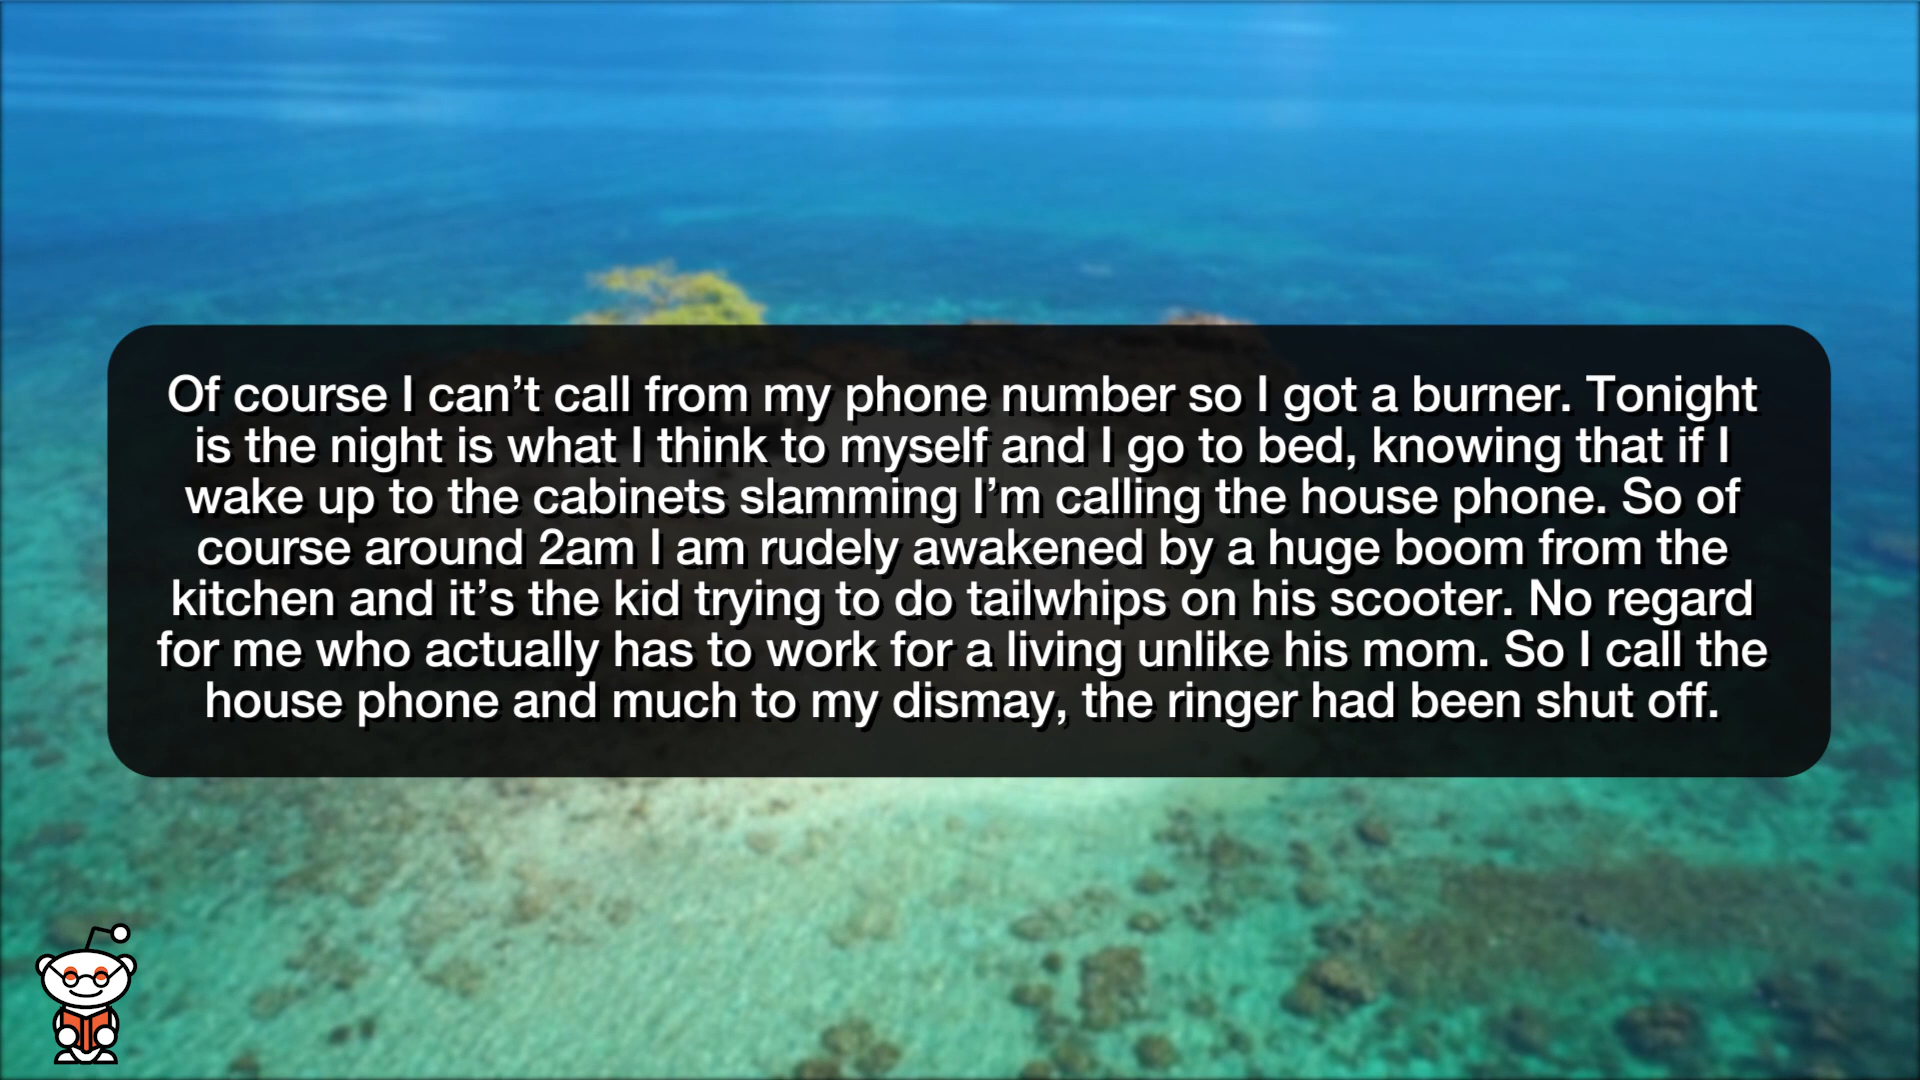 Of course I can’t call from my phone number so I got a burner. Tonight
is the night is what I think to myself and I go to bed, knowing that if I
wake up to the cabinets slamming I’m calling the house phone. So of
course around 2am I am rudely awakened by a huge boom from the
kitchen and it’s the kid trying to do tailwhips on his scooter. No regard
for me who actually has to work for a living unlike his mom. So I call the
house phone and much to my dismay, the ringer had been shut off.